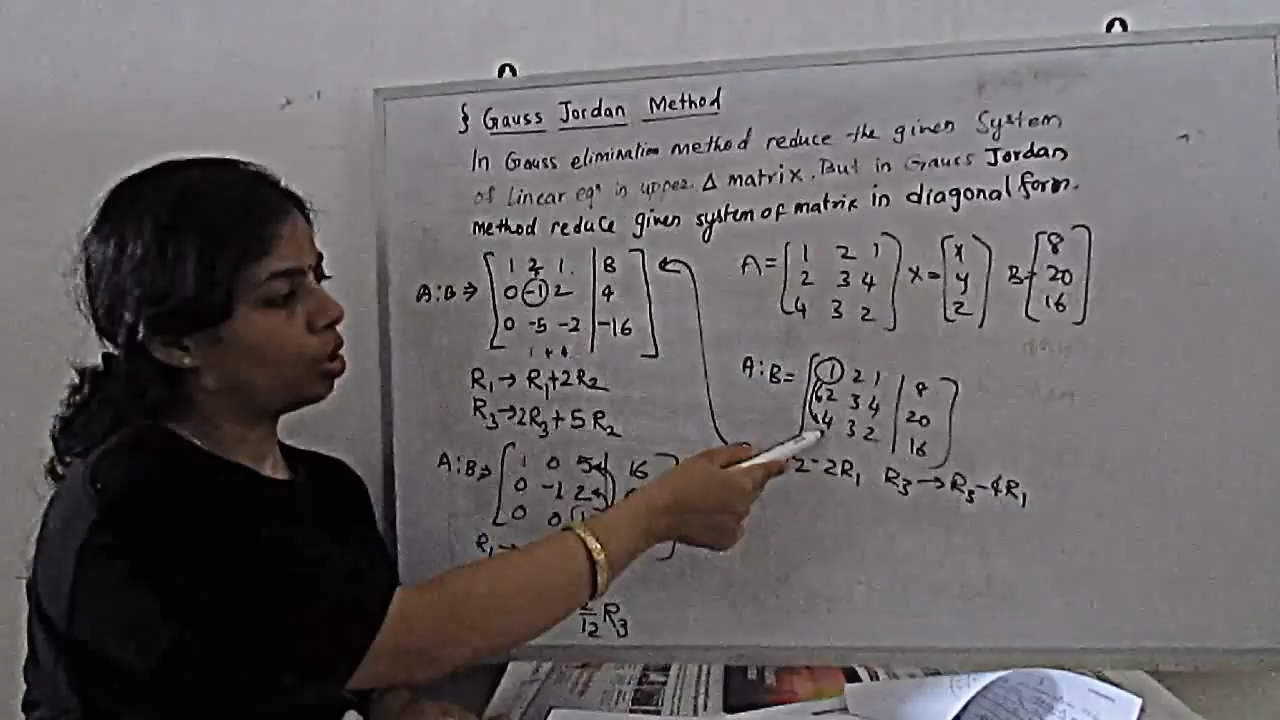 § Gauss Jordan Method
In Gauss elimination method reduce the given System
of linear eqn in upper Δ matrix. But in Gauss Jordan
method reduce given system of matrix in diagonal form.
A = [1 2 1 X = [x B = [8
2 3 4 y 20
4 3 2] z] 16]
A:B = [1 2 1 | 8
2 3 4 | 20
4 3 2 | 16]
2 - 2R1 R3 → R3 - 4R1
A:B ⇒ [1 2 1 | 8
0 -1 2 | 4
0 -5 -2 | -16]
R1 → R1 + 2R2
R3 → 2R3 + 5R2
A:B ⇒ [1 0 5 16
0 -1 2
0 0
R1 →
12 R3